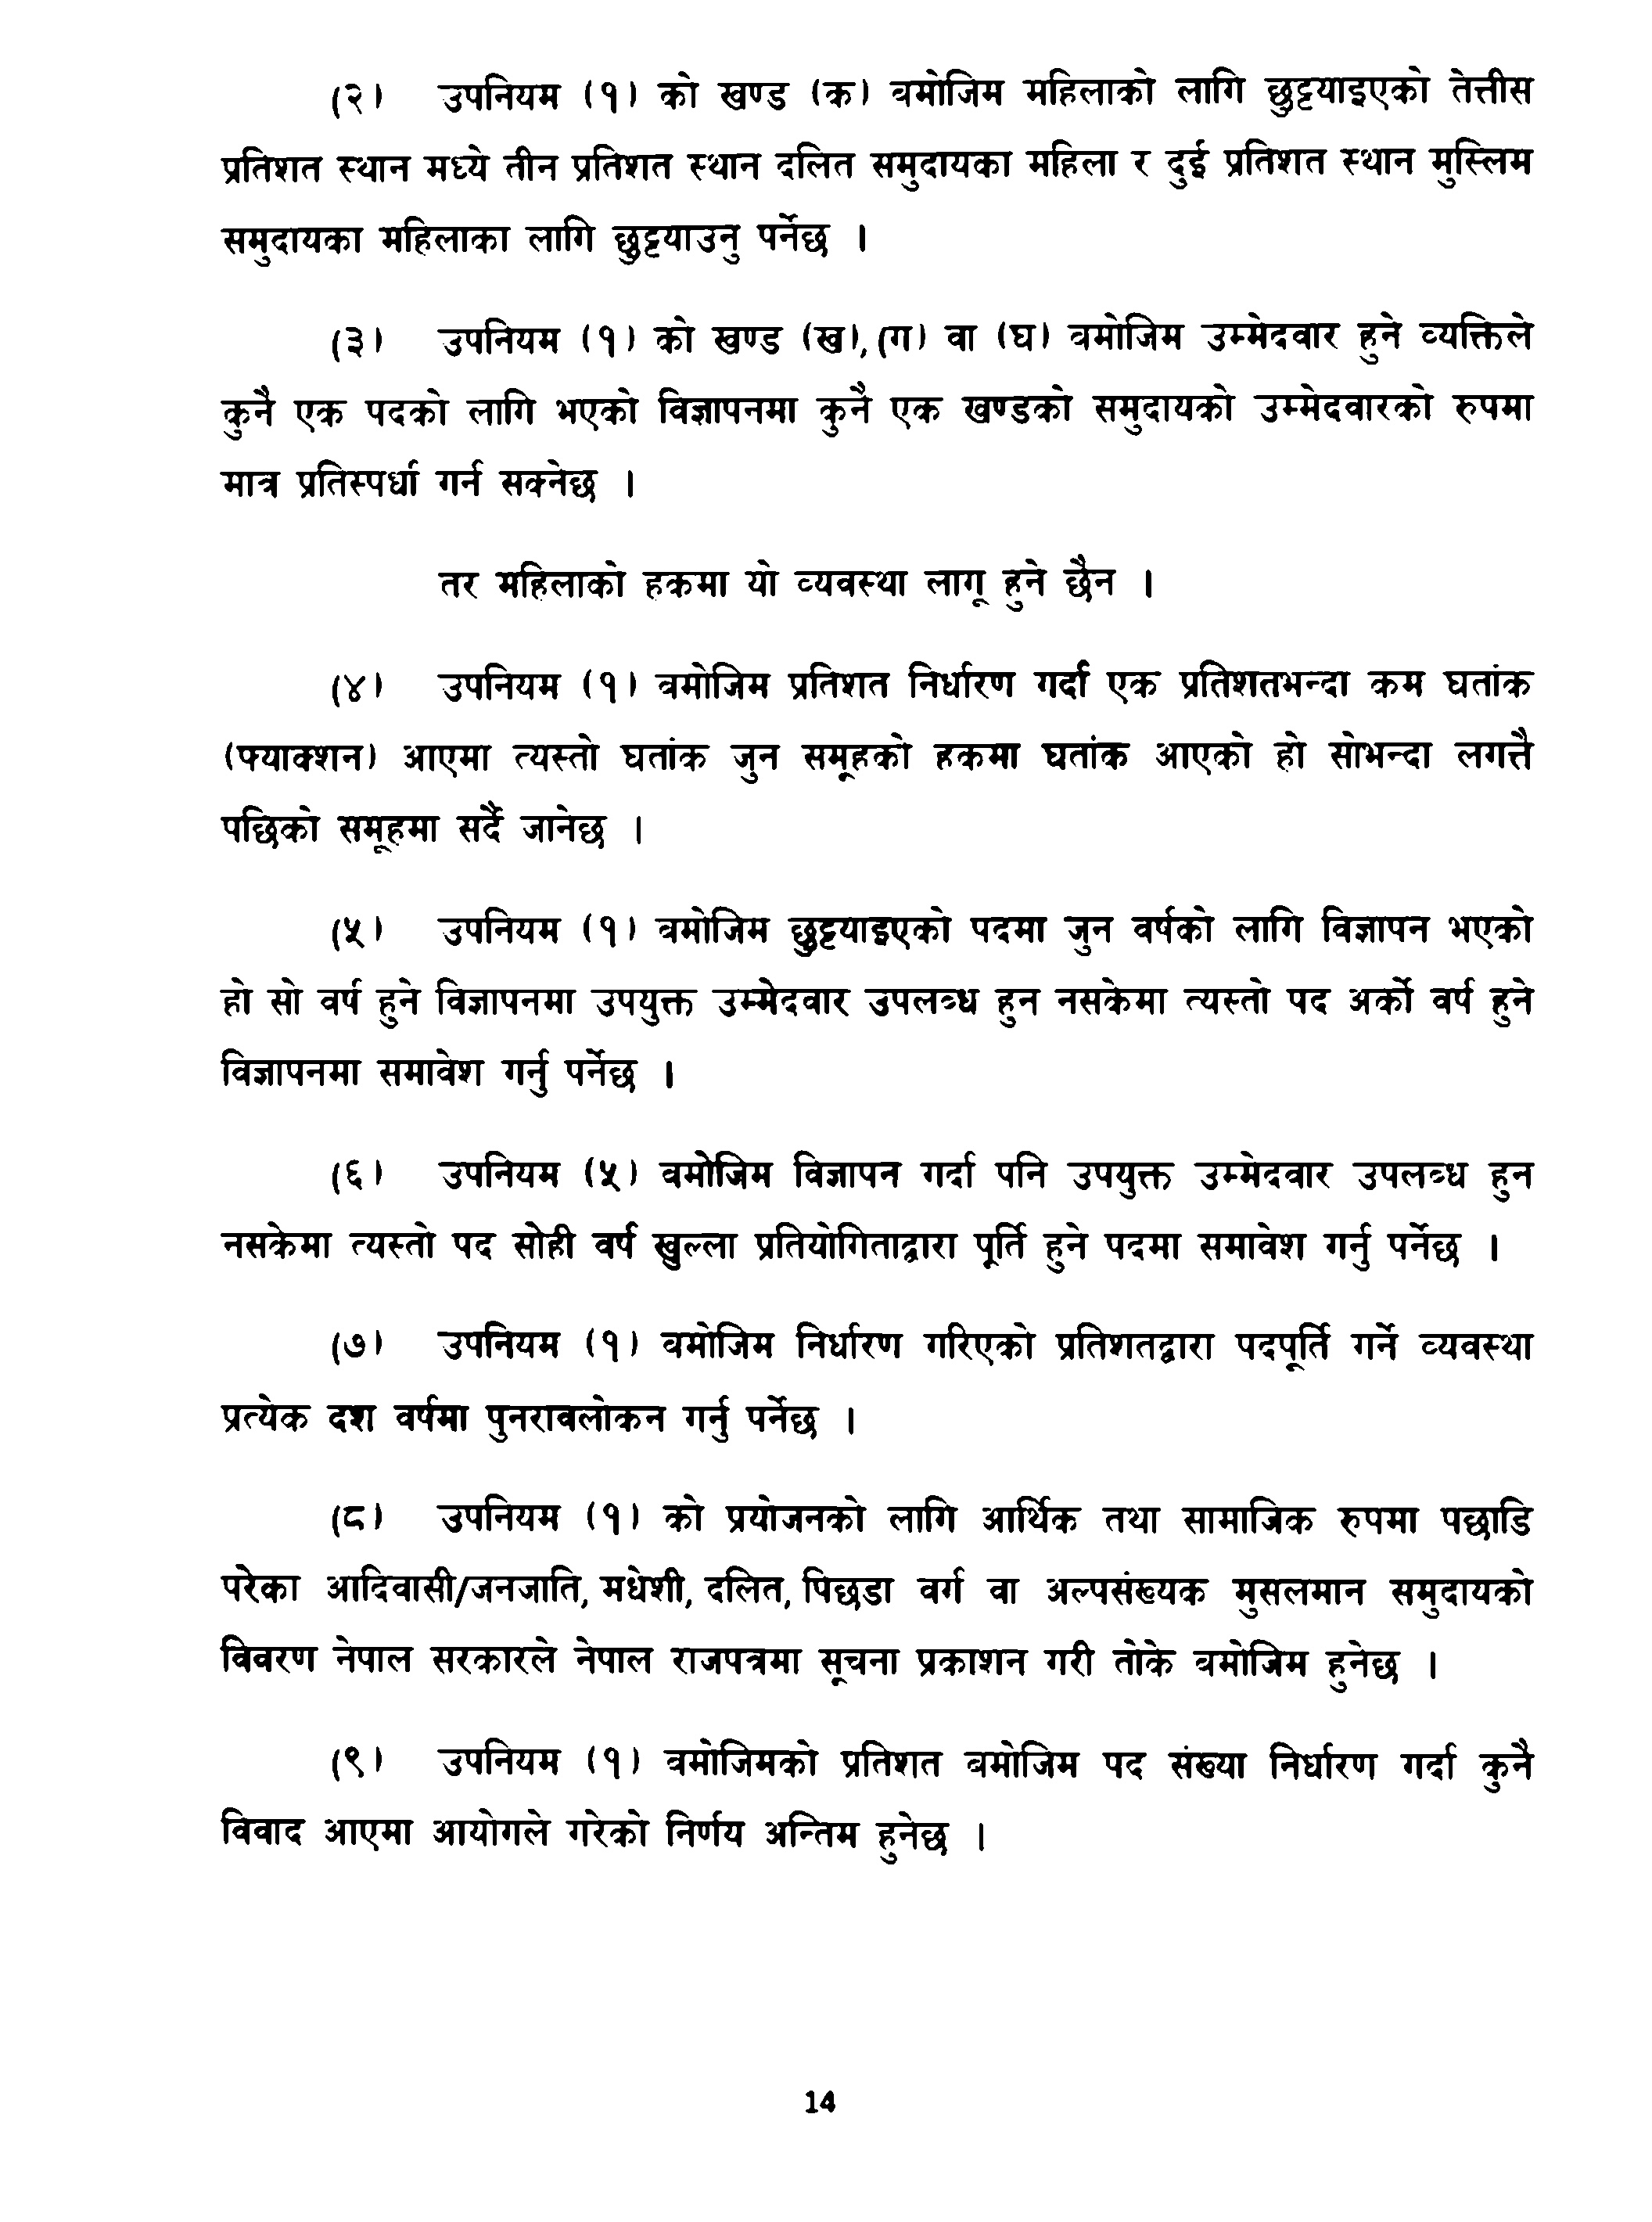 (२) उपनियम (१) को खण्ड (क) बमोजिम महिलाको लागि छुट्टयाइएको तेत्तीस
प्रतिशत स्थान मध्ये तीन प्रतिशत स्थान दलित समुदायका महिला र दुई प्रतिशत स्थान मुस्लिम
समुदायका महिलाका लागि छुट्टयाउनु पर्नेछ ।
(३) उपनियम (१) को खण्ड (ख), (ग) वा (घ) बमोजिम उम्मेदवार हुने व्यक्तिले
कुनै एक पदको लागि भएको विज्ञापनमा कुनै एक खण्डको समुदायको उम्मेदवारको रुपमा
मात्र प्रतिस्पर्धा गर्न सक्नेछ ।
तर महिलाको हकमा यो व्यवस्था लागू हुने छैन ।
(४) उपनियम (१) बमोजिम प्रतिशत निर्धारण गर्दा एक प्रतिशतभन्दा कम घतांक
(फ्याक्शन) आएमा त्यस्तो घतांक जुन समूहको हकमा घतांक आएको हो सोभन्दा लगत्तै
पछिको समूहमा सर्दै जानेछ ।
(५) उपनियम (१) बमोजिम छुट्टयाइएको पदमा जुन वर्षको लागि विज्ञापन भएको
हो सो वर्ष हुने विज्ञापनमा उपयुक्त उम्मेदवार उपलब्ध हुन नसकेमा त्यस्तो पद अर्को वर्ष हुने
विज्ञापनमा समावेश गर्नु पर्नेछ ।
(६) उपनियम (५) बमोजिम विज्ञापन गर्दा पनि उपयुक्त उम्मेदवार उपलब्ध हुन
नसकेमा त्यस्तो पद सोही वर्ष खुल्ला प्रतियोगिताद्वारा पूर्ति हुने पदमा समावेश गर्नु पर्नेछ ।
(७) उपनियम (१) बमोजिम निर्धारण गरिएको प्रतिशतद्वारा पदपूर्ति गर्ने व्यवस्था
प्रत्येक दश वर्षमा पुनरावलोकन गर्नु पर्नेछ ।
(८) उपनियम (१) को प्रयोजनको लागि आर्थिक तथा सामाजिक रुपमा पछाडि
परेका आदिवासी/जनजाति, मधेशी, दलित, पिछडा वर्ग वा अल्पसंख्यक मुसलमान समुदायको
विवरण नेपाल सरकारले नेपाल राजपत्रमा सूचना प्रकाशन गरी तोके बमोजिम हुनेछ ।
(९) उपनियम (१) बमोजिमको प्रतिशत बमोजिम पद संख्या निर्धारण गर्दा कुनै
विवाद आएमा आयोगले गरेको निर्णय अन्तिम हुनेछ ।
14